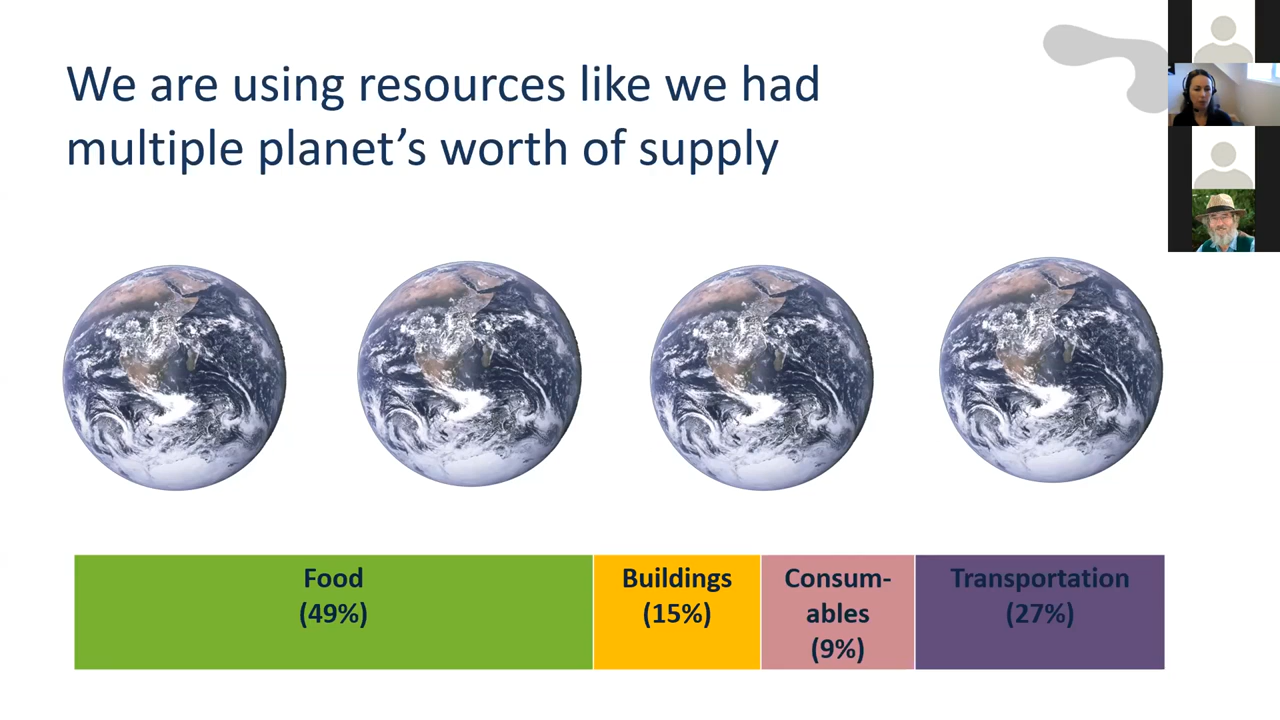 We are using resources like we had
multiple planet’s worth of supply
Food
(49%)
Buildings
(15%)
Consum-
ables
(9%)
Transportation
(27%)